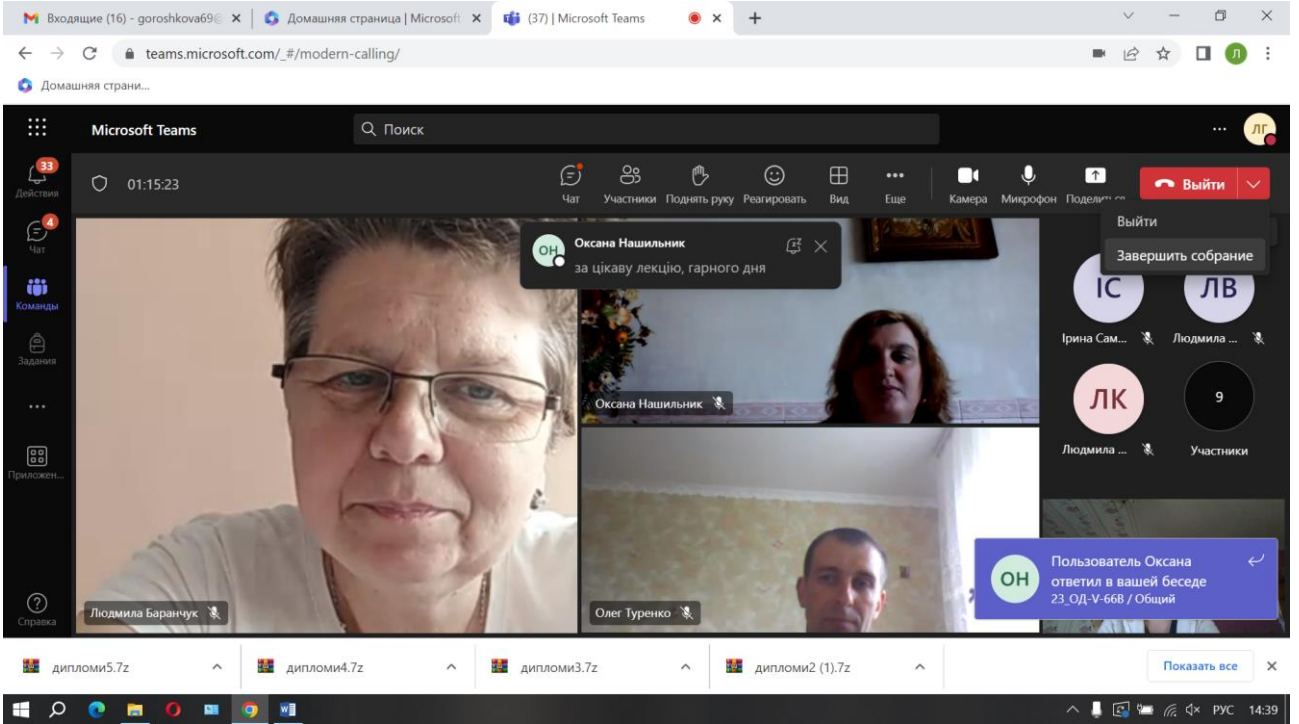 Входящие (16) - goroshkova69@
Домашняя страница | Microsoft
(37) | Microsoft Teams
teams.microsoft.com/_#/modern-calling/
Л
Домашняя страни...
Microsoft Teams
Поиск
ЛГ
33
Действия
4
Чат
Команды
Задания
Приложен...
Справка
01:15:23
Чат
Участники
Поднять руку
Реагировать
Вид
Еще
Камера
Микрофон
Поделиться
Выйти
Выйти
Завершить собрание
ОН
Оксана Нашильник
за цікаву лекцію, гарного дня
Людмила Баранчук
Оксана Нашильник
Олег Туренко
ІС
Ірина Сам...
ЛВ
Людмила ...
ЛК
Людмила ...
9
Участники
ОН
Пользователь Оксана
ответил в вашей беседе
23_ОД-V-66В / Общий
дипломи5.7z
дипломи4.7z
дипломи3.7z
дипломи2 (1).7z
Показать все
РУС
14:39